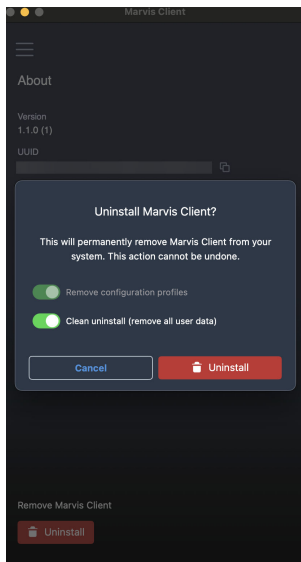 Marvis Client
About
Version
1.1.0 (1)
UUID
Uninstall Marvis Client?
This will permanently remove Marvis Client from your
system. This action cannot be undone.
Remove configuration profiles
Clean uninstall (remove all user data)
Cancel
Uninstall
Remove Marvis Client
Uninstall